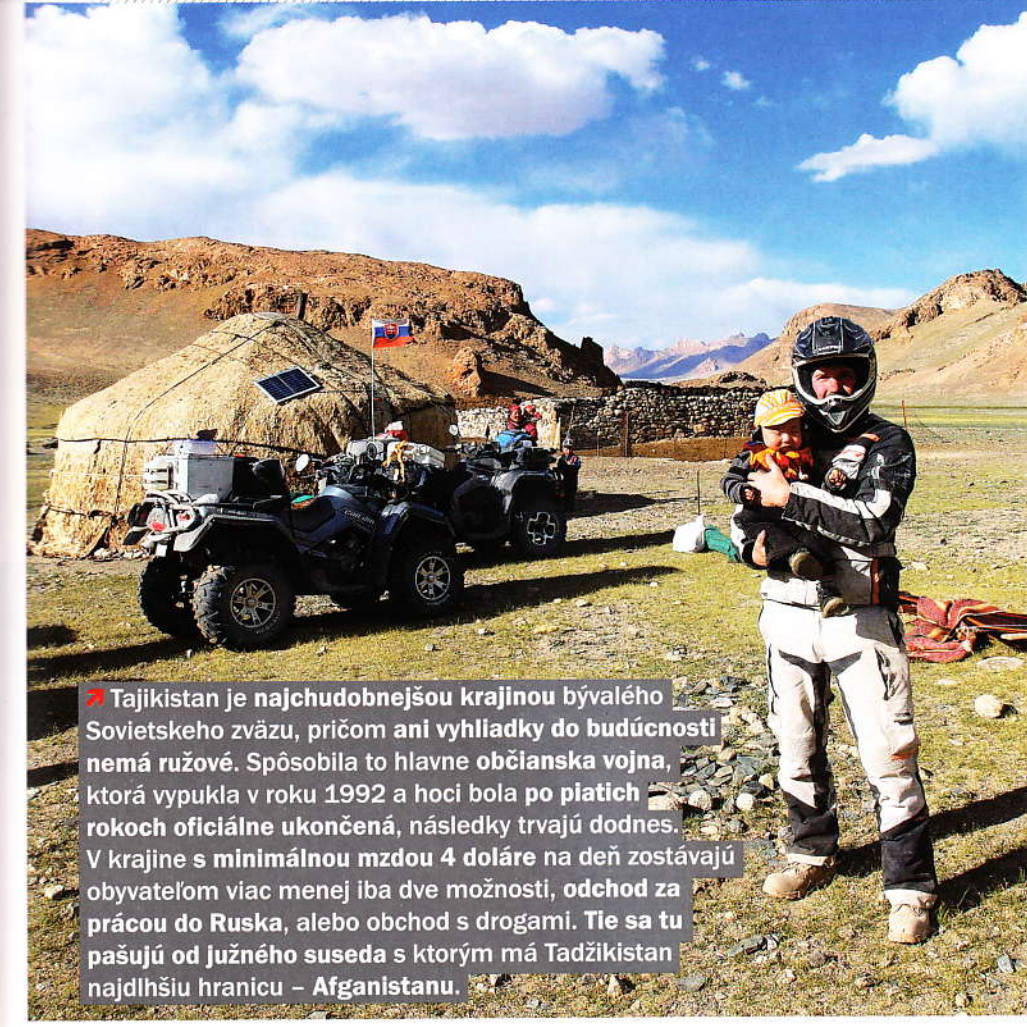 Tajikistan je najchudobnejšou krajinou bývalého
Sovietskeho zväzu, pričom ani vyhliadky do budúcnosti
nemá ružové. Spôsobila to hlavne občianska vojna,
ktorá vypukla v roku 1992 a hoci bola po piatich
rokoch oficiálne ukončená, následky trvajú dodnes.
V krajine s minimálnou mzdou 4 doláre na deň zostávajú
obyvateľom viac menej iba dve možnosti, odchod za
prácou do Ruska, alebo obchod s drogami. Tie sa tu
pašujú od južného suseda s ktorým má Tadžikistan
najdlhšiu hranicu – Afganistanu.